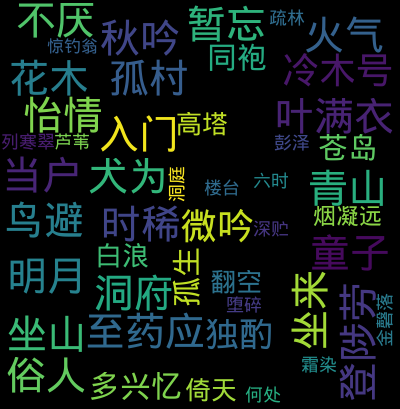 不厌
秋吟
暂忘
疏林
惊钓翁
同袍
火气
花木
孤村
冷木号
怡情
入门
高塔
叶满衣
列寒翠
芦苇
彭泽
苍岛
当户
犬为
洞庭
楼台
六时
青山
鸟避
时稀
微吟
深贮
烟凝远
童子
白浪
孤生
明月
洞府
翻空
堕碎
坐来
登陟劳
金磬落
坐山
至药应
独酌
霜染
俗人
多兴忆
倚天
何处